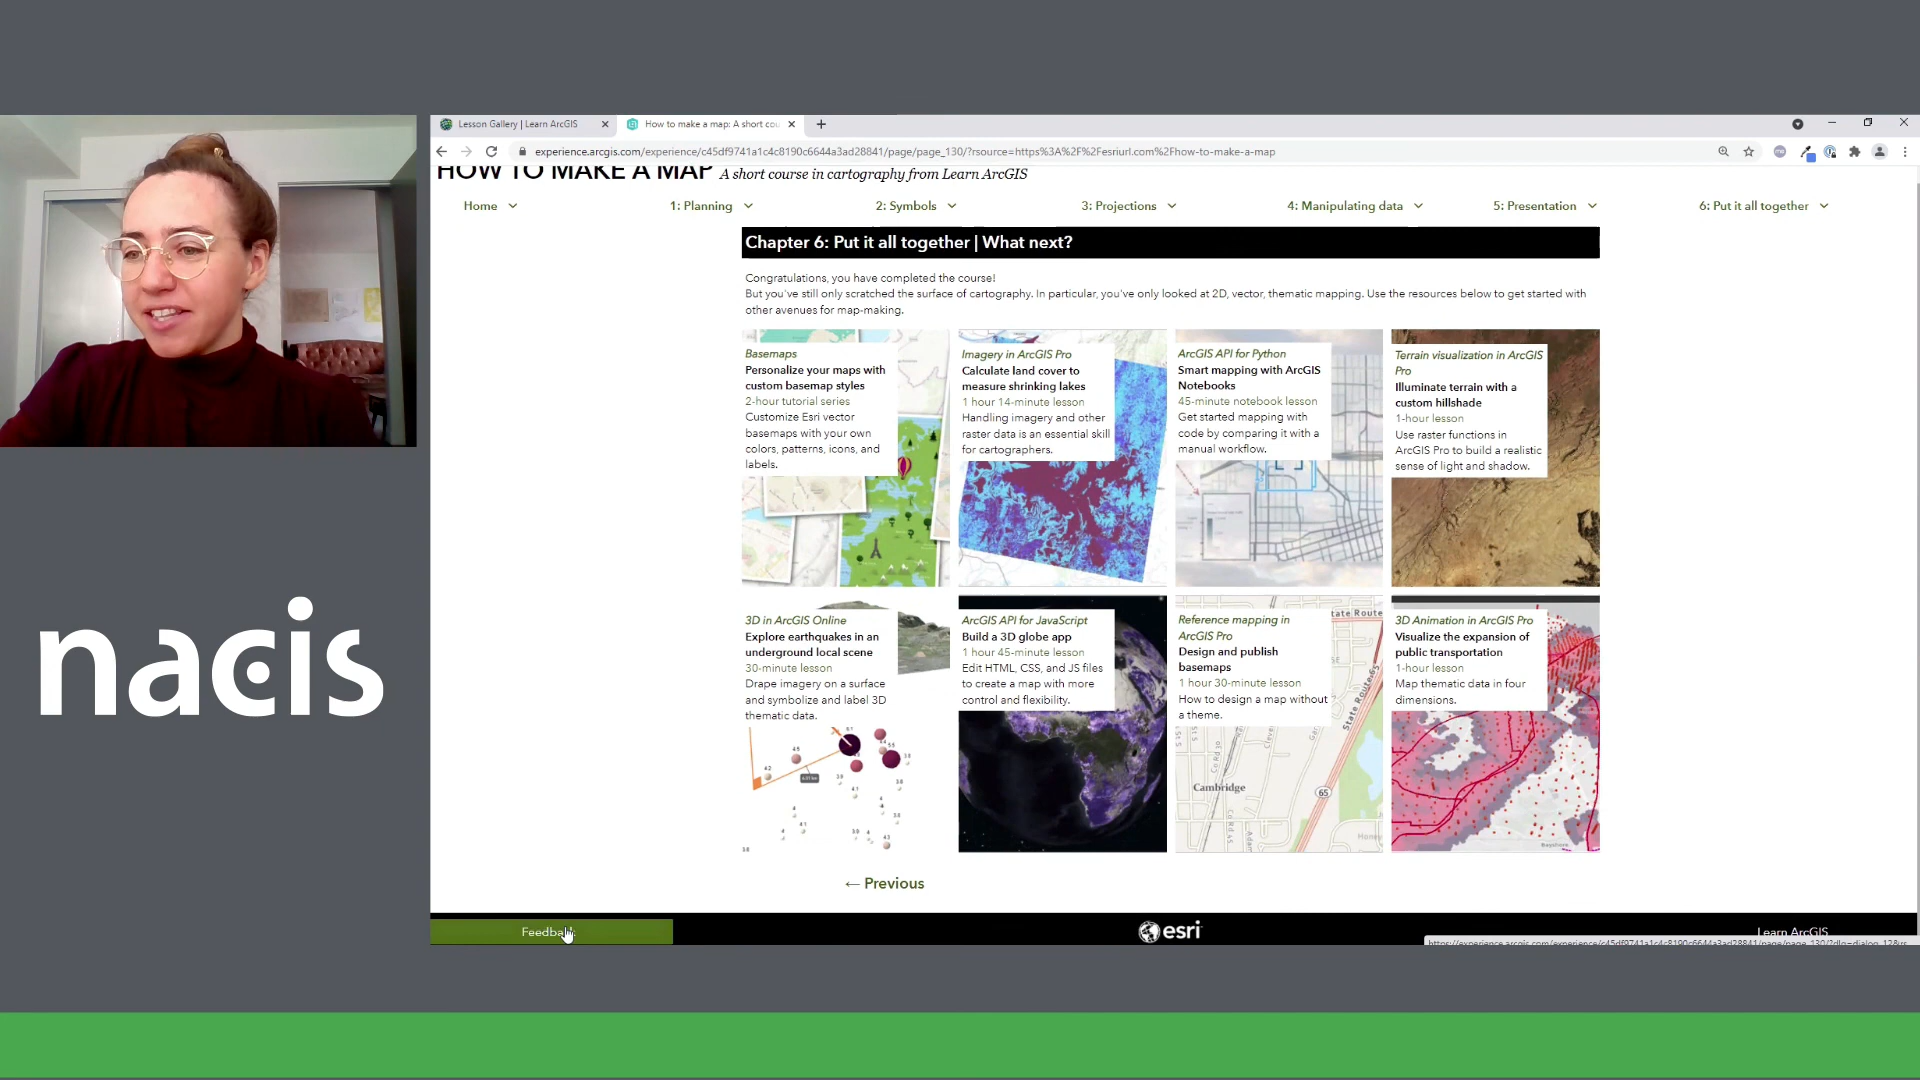 Lesson Gallery | Learn ArcGIS
How to make a map: A short cou
experience.arcgis.com/experience/c45df9741a1c4c8190c6644a3ad28841/page/page_130/?rsource=https%3A%2F%2Fesriurl.com%2Fhow-to-make-a-map
HOW TO MAKE A MAP A short course in cartography from Learn ArcGIS
Home 1: Planning 2: Symbols 3: Projections 4: Manipulating data 5: Presentation 6: Put it all together
Chapter 6: Put it all together | What next?
Congratulations, you have completed the course!
But you've still only scratched the surface of cartography. In particular, you've only looked at 2D, vector, thematic mapping. Use the resources below to get started with
other avenues for map-making.
Basemaps
Personalize your maps with
custom basemap styles
2-hour tutorial series
Customize Esri vector
basemaps with your own
colors, patterns, icons, and
labels.
Imagery in ArcGIS Pro
Calculate land cover to
measure shrinking lakes
1 hour 14-minute lesson
Handling imagery and other
raster data is an essential skill
for cartographers.
ArcGIS API for Python
Smart mapping with ArcGIS
Notebooks
45-minute notebook lesson
Get started mapping with
code by comparing it with a
manual workflow.
Terrain visualization in ArcGIS
Pro
Illuminate terrain with a
custom hillshade
1-hour lesson
Use raster functions in
ArcGIS Pro to build a realistic
sense of light and shadow.
3D in ArcGIS Online
Explore earthquakes in an
underground local scene
30-minute lesson
Drape imagery on a surface
and symbolize and label 3D
thematic data.
ArcGIS API for JavaScript
Build a 3D globe app
1 hour 45-minute lesson
Edit HTML, CSS, and JS files
to create a map with more
control and flexibility.
Reference mapping in
ArcGIS Pro
Design and publish
basemaps
1 hour 30-minute lesson
How to design a map without
a theme.
State Route
State Route 65
Cambridge
65
3D Animation in ArcGIS Pro
Visualize the expansion of
public transportation
1-hour lesson
Map thematic data in four
dimensions.
← Previous
Feedback
esri
Learn ArcGIS
nacis